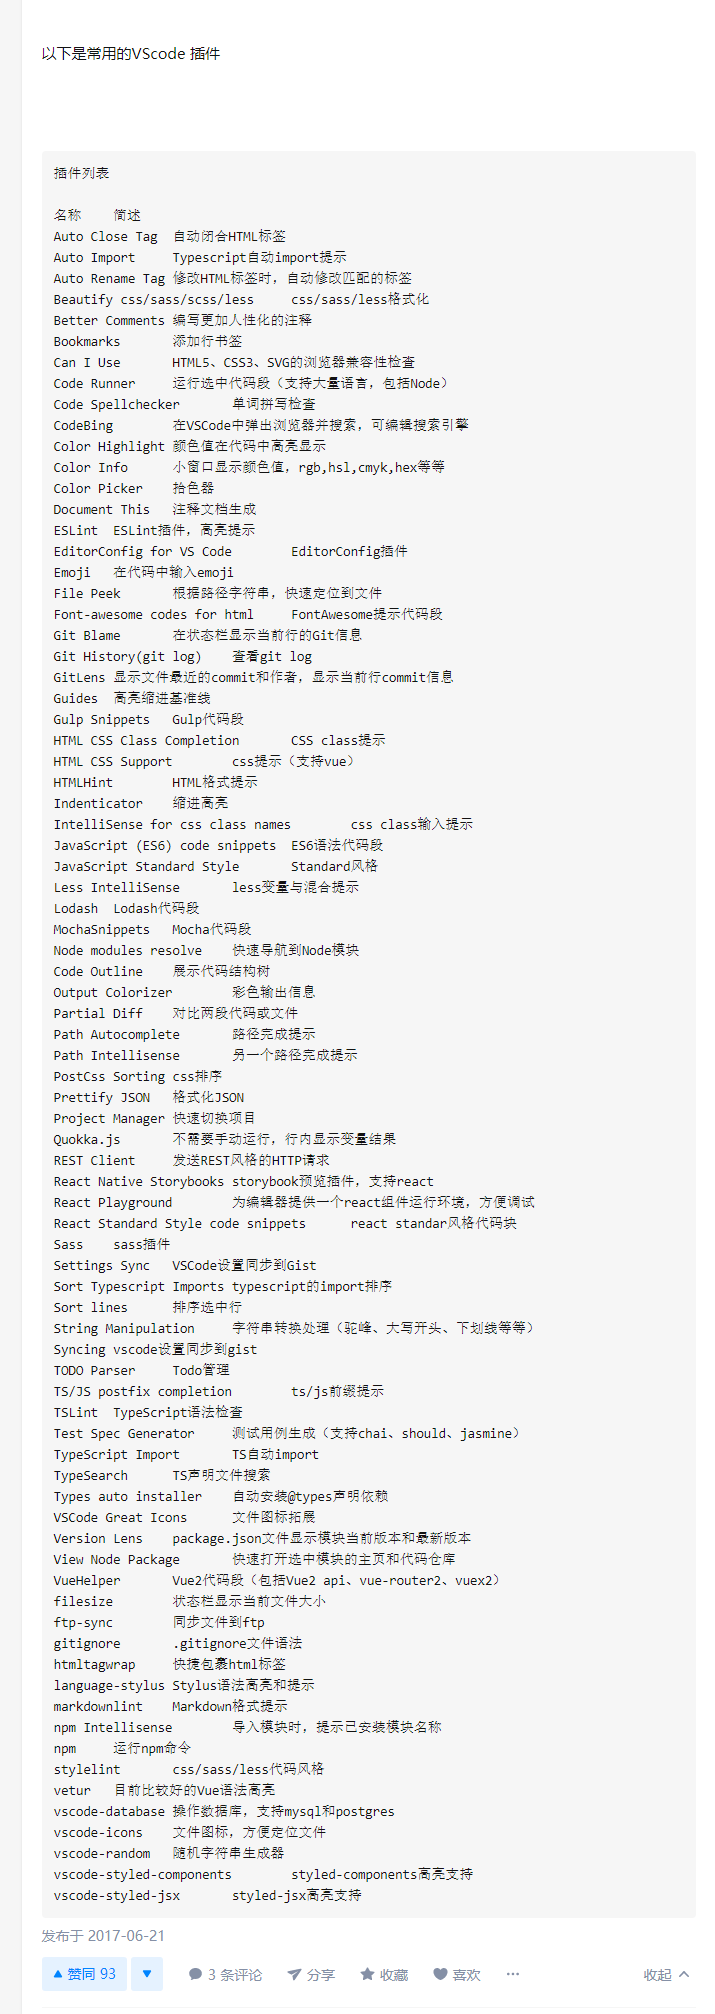 以下是常用的VScode 插件
插件列表
名称    简述
Auto Close Tag  自动闭合HTML标签
Auto Import     Typescript自动import提示
Auto Rename Tag 修改HTML标签时，自动修改匹配的标签
Beautify css/sass/scss/less     css/sass/less格式化
Better Comments 编写更加人性化的注释
Bookmarks       添加行书签
Can I Use       HTML5、CSS3、SVG的浏览器兼容性检查
Code Runner     运行选中代码段（支持大量语言，包括Node）
Code Spellchecker       单词拼写检查
CodeBing        在VSCode中弹出浏览器并搜索，可编辑搜索引擎
Color Highlight 颜色值在代码中高亮显示
Color Info      小窗口显示颜色值，rgb,hsl,cmyk,hex等等
Color Picker    拾色器
Document This   注释文档生成
ESLint  ESLint插件，高亮提示
EditorConfig for VS Code        EditorConfig插件
Emoji   在代码中输入emoji
File Peek       根据路径字符串，快速定位到文件
Font-awesome codes for html     FontAwesome提示代码段
Git Blame       在状态栏显示当前行的Git信息
Git History(git log)    查看git log
GitLens 显示文件最近的commit和作者，显示当前行commit信息
Guides  高亮缩进基准线
Gulp Snippets   Gulp代码段
HTML CSS Class Completion       CSS class提示
HTML CSS Support        css提示（支持vue）
HTMLHint        HTML格式提示
Indenticator    缩进高亮
IntelliSense for css class names        css class输入提示
JavaScript (ES6) code snippets  ES6语法代码段
JavaScript Standard Style       Standard风格
Less IntelliSense       less变量与混合提示
Lodash  Lodash代码段
MochaSnippets   Mocha代码段
Node modules resolve    快速导航到Node模块
Code Outline    展示代码结构树
Output Colorizer        彩色输出信息
Partial Diff    对比两段代码或文件
Path Autocomplete       路径完成提示
Path Intellisense       另一个路径完成提示
PostCss Sorting css排序
Prettify JSON   格式化JSON
Project Manager 快速切换项目
Quokka.js       不需要手动运行，行内显示变量结果
REST Client     发送REST风格的HTTP请求
React Native Storybooks storybook预览插件，支持react
React Playground        为编辑器提供一个react组件运行环境，方便调试
React Standard Style code snippets      react standar风格代码块
Sass    sass插件
Settings Sync   VSCode设置同步到Gist
Sort Typescript Imports typescript的import排序
Sort lines      排序选中行
String Manipulation     字符串转换处理（驼峰、大写开头、下划线等等）
Syncing vscode设置同步到gist
TODO Parser     Todo管理
TS/JS postfix completion        ts/js前缀提示
TSLint  TypeScript语法检查
Test Spec Generator     测试用例生成（支持chai、should、jasmine）
TypeScript Import       TS自动import
TypeSearch      TS声明文件搜索
Types auto installer    自动安装@types声明依赖
VSCode Great Icons      文件图标拓展
Version Lens    package.json文件显示模块当前版本和最新版本
View Node Package       快速打开选中模块的主页和代码仓库
VueHelper       Vue2代码段（包括Vue2 api、vue-router2、vuex2）
filesize        状态栏显示当前文件大小
ftp-sync        同步文件到ftp
gitignore       .gitignore文件语法
htmltagwrap     快捷包裹html标签
language-stylus Stylus语法高亮和提示
markdownlint    Markdown格式提示
npm Intellisense        导入模块时，提示已安装模块名称
npm     运行npm命令
stylelint       css/sass/less代码风格
vetur   目前比较好的Vue语法高亮
vscode-database 操作数据库，支持mysql和postgres
vscode-icons    文件图标，方便定位文件
vscode-random   随机字符串生成器
vscode-styled-components        styled-components高亮支持
vscode-styled-jsx       styled-jsx高亮支持
发布于 2017-06-21
赞同 93 3 条评论 分享 收藏 喜欢 ··· 收起